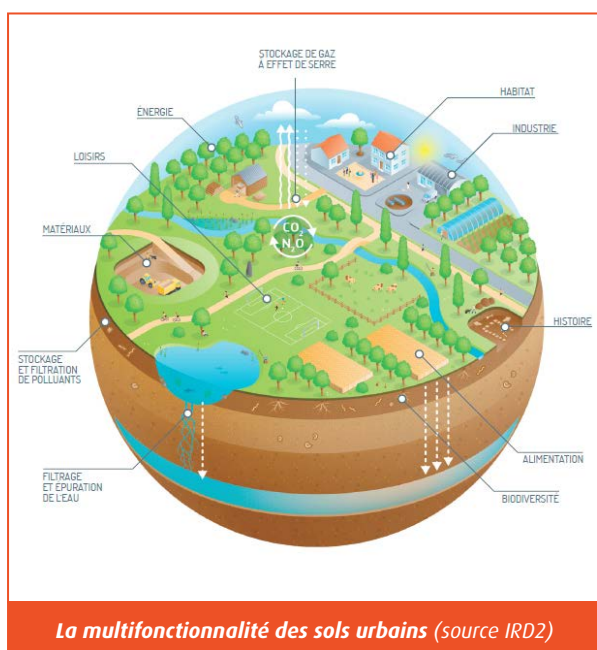 STOCKAGE DE GAZ
À EFFET DE SERRE
HABITAT
ÉNERGIE
INDUSTRIE
LOISIRS
CO₂
N₂O
MATÉRIAUX
HISTOIRE
STOCKAGE
ET FILTRATION
DE POLLUANTS
ALIMENTATION
FILTRAGE
ET ÉPURATION
DE L'EAU
BIODIVERSITÉ
La multifonctionnalité des sols urbains (source IRD2)